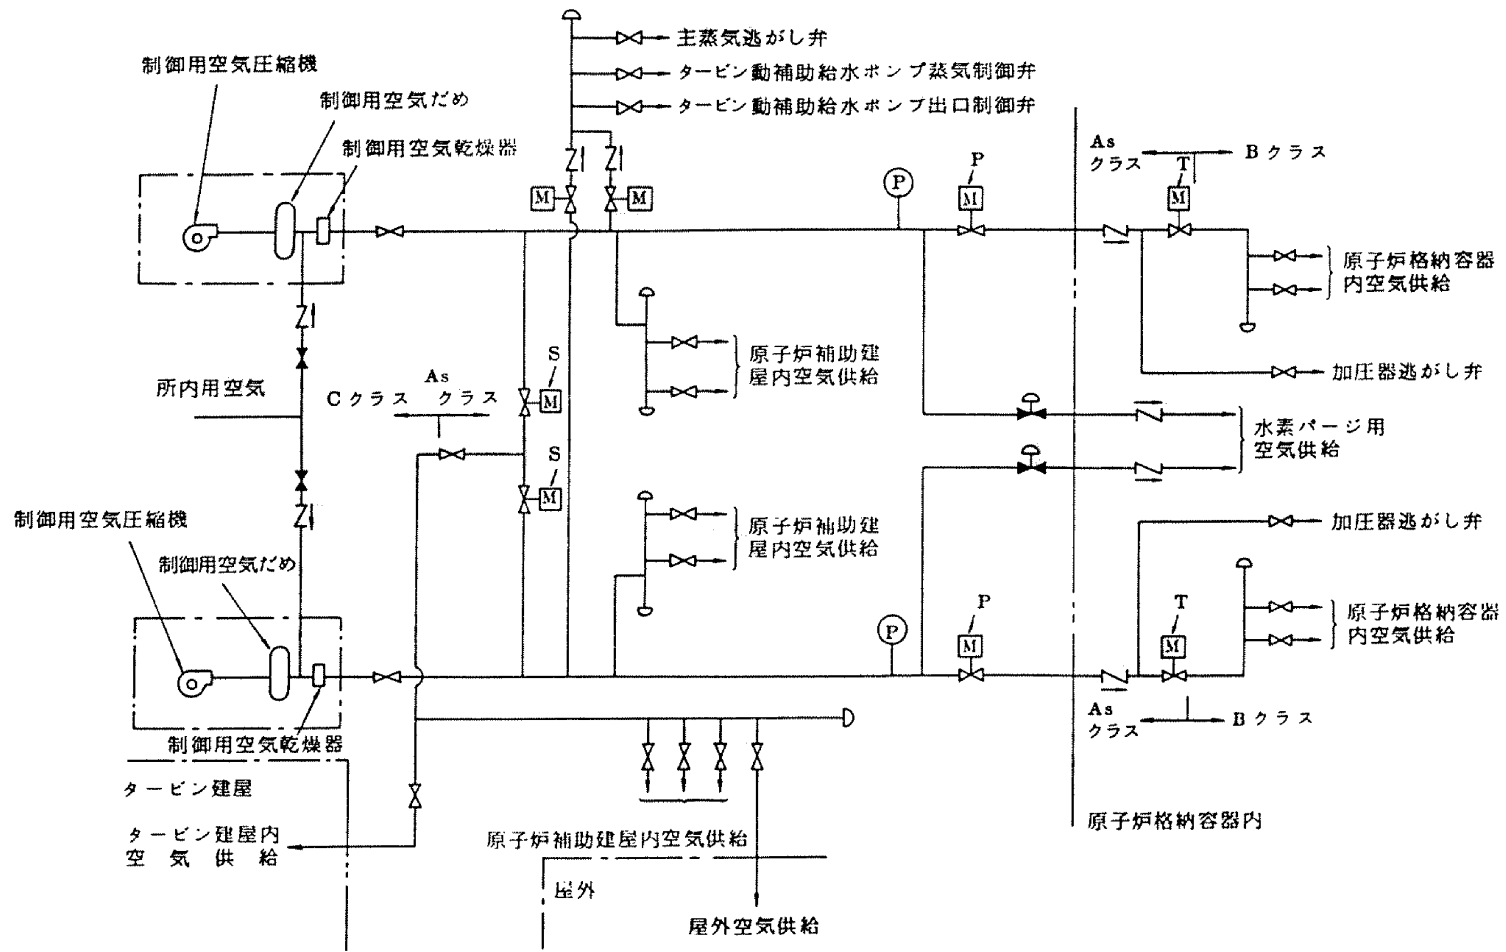 主蒸気逃がし弁
タービン動補助給水ポンプ蒸気制御弁
タービン動補助給水ポンプ出口制御弁
制御用空気圧縮機
制御用空気だめ
制御用空気乾燥器
M
M
P
P
M
As
クラス
Bクラス
T
M
原子炉格納容器
内空気供給
加圧器逃がし弁
原子炉補助建
屋内空気供給
所内用空気
Cクラス
As
クラス
S
M
S
M
水素パージ用
空気供給
原子炉補助建
屋内空気供給
加圧器逃がし弁
制御用空気圧縮機
制御用空気だめ
制御用空気乾燥器
P
P
M
T
M
原子炉格納容器
内空気供給
As
クラス
Bクラス
タービン建屋
タービン建屋内
空気供給
原子炉補助建屋内空気供給
屋外
屋外空気供給
原子炉格納容器内